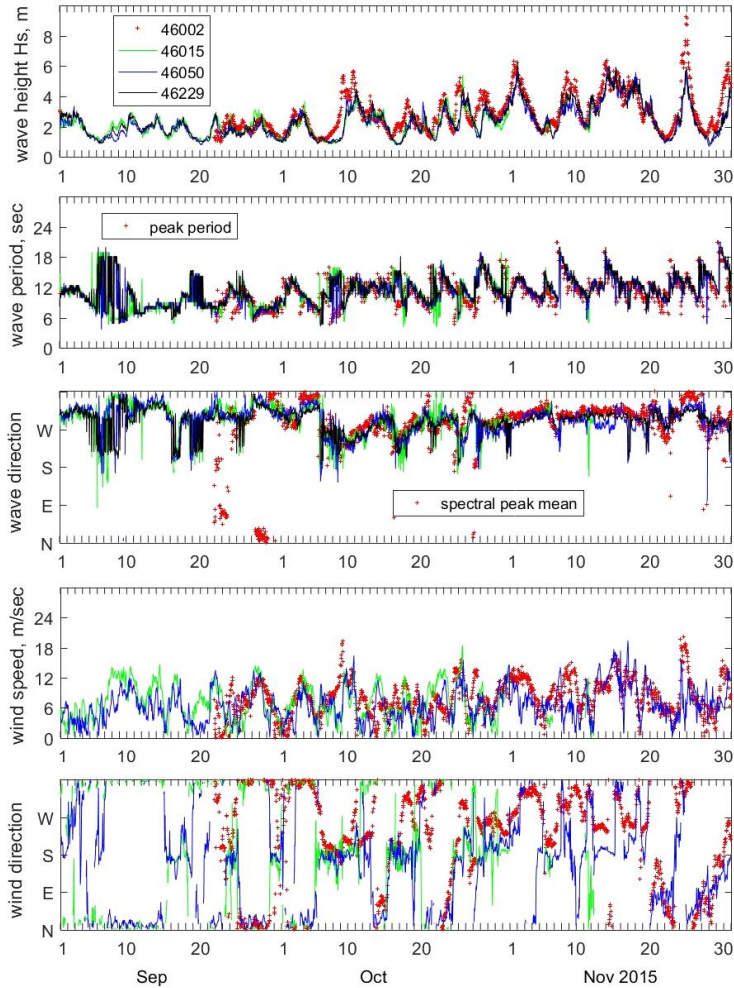 wave height Hs, m
8
6
4
2
0
46002
46015
46050
46229
1 10 20 1 10 20 1 10 20 30
wave period, sec
24
18
12
6
0
peak period
1 10 20 1 10 20 1 10 20 30
wave direction
W
S
E
N
spectral peak mean
1 10 20 1 10 20 1 10 20 30
wind speed, m/sec
24
18
12
6
0
1 10 20 1 10 20 1 10 20 30
wind direction
W
S
E
N
1 10 20 1 10 20 1 10 20 30
Sep Oct Nov 2015